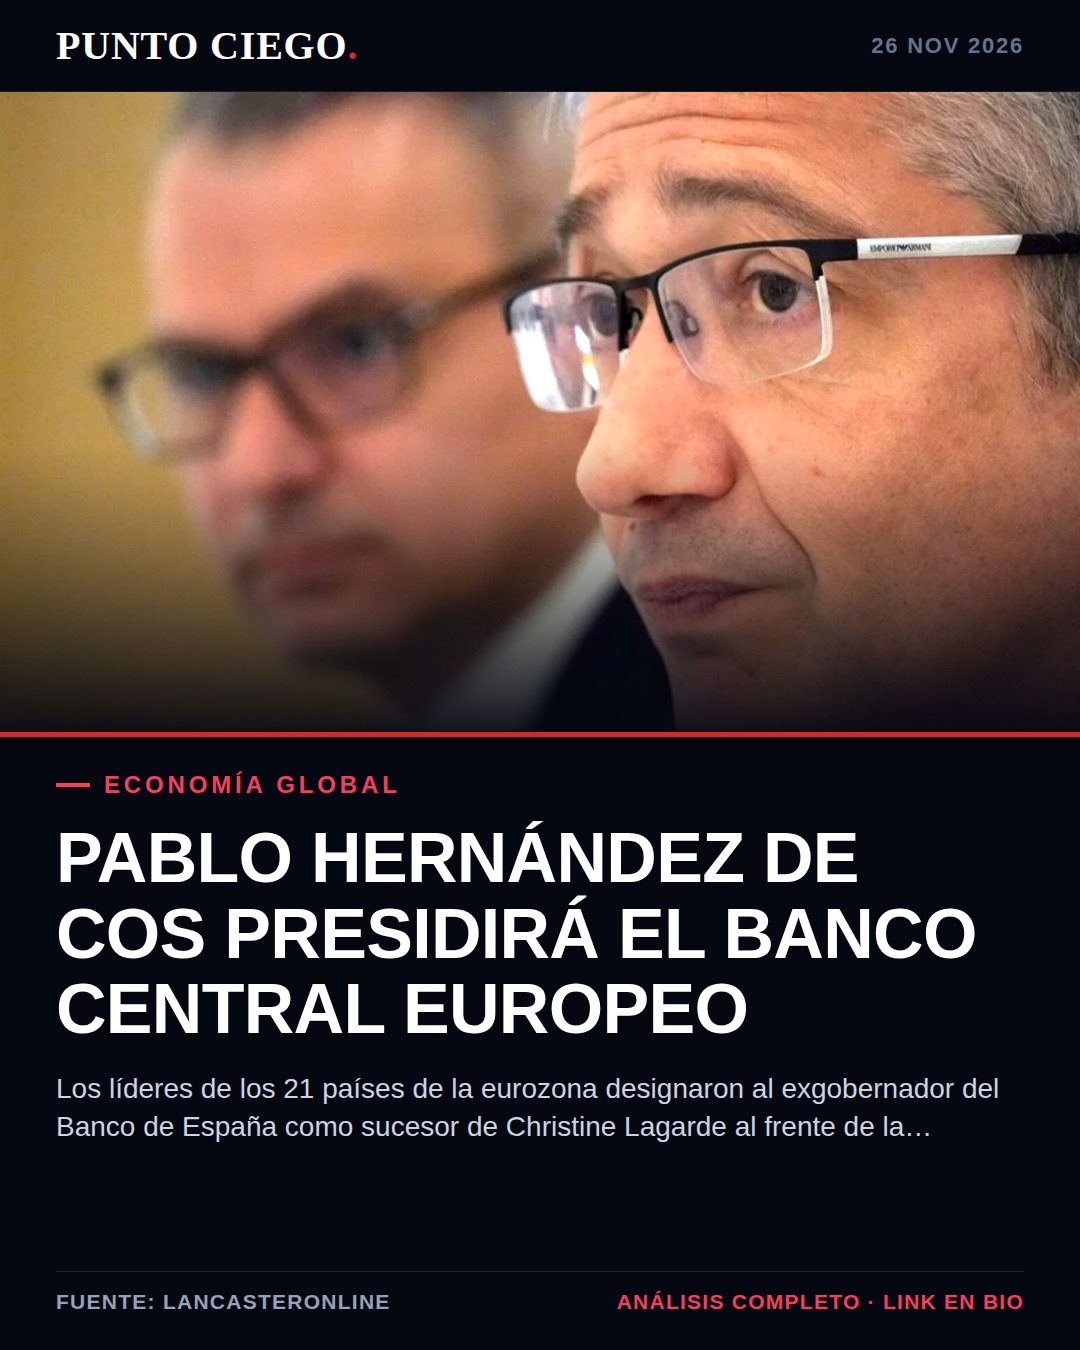 PUNTO CIEGO.
26 NOV 2026
EMPORIO ARMANI
ECONOMÍA GLOBAL
PABLO HERNÁNDEZ DE
COS PRESIDIRÁ EL BANCO
CENTRAL EUROPEO
Los líderes de los 21 países de la eurozona designaron al exgobernador del
Banco de España como sucesor de Christine Lagarde al frente de la…
FUENTE: LANCASTERONLINE
ANÁLISIS COMPLETO · LINK EN BIO